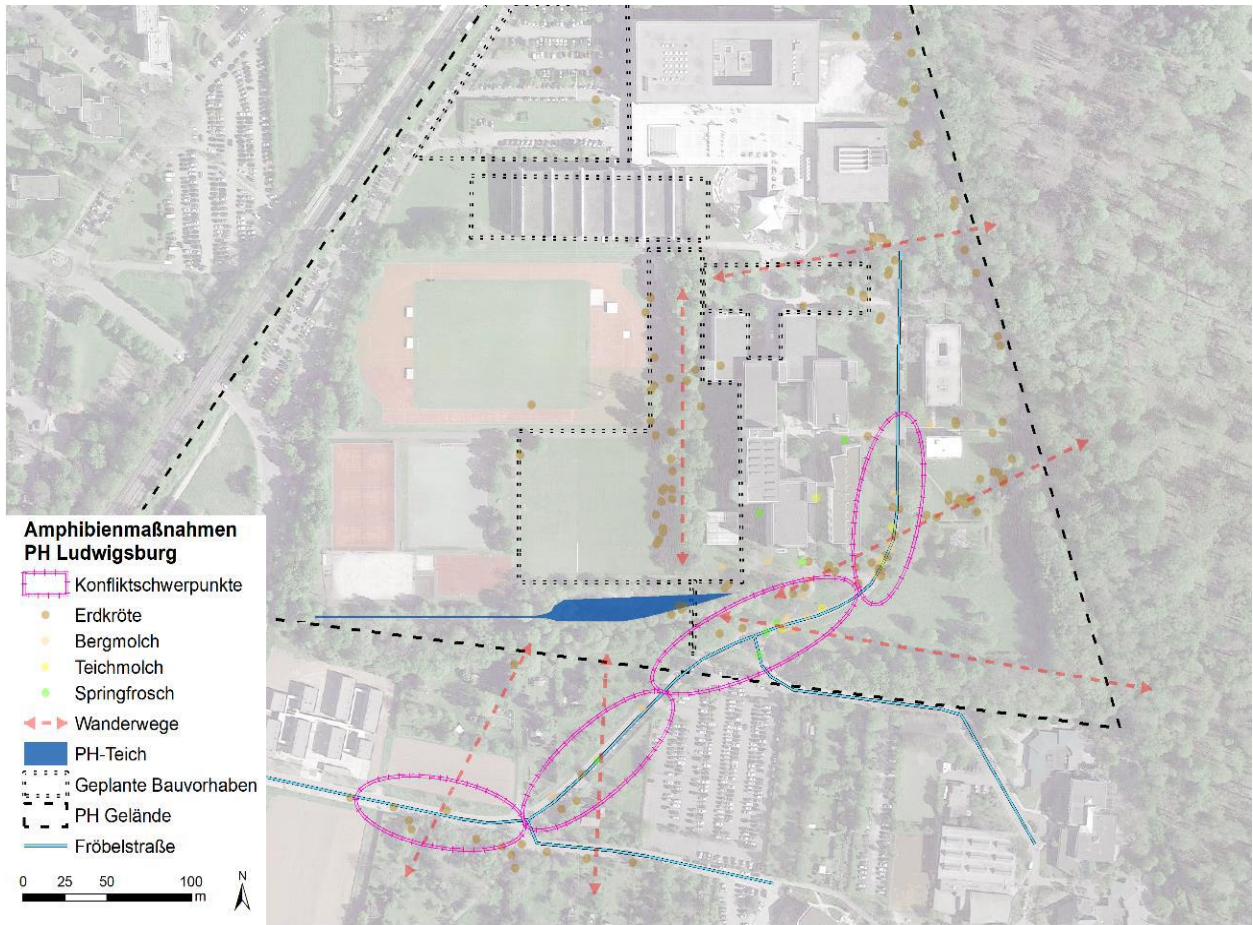 Amphibienmaßnahmen
PH Ludwigsburg
Konfliktschwerpunkte
Erdkröte
Bergmolch
Teichmolch
Springfrosch
Wanderwege
PH-Teich
Geplante Bauvorhaben
PH Gelände
Fröbelstraße
0 25 50 100
m
N